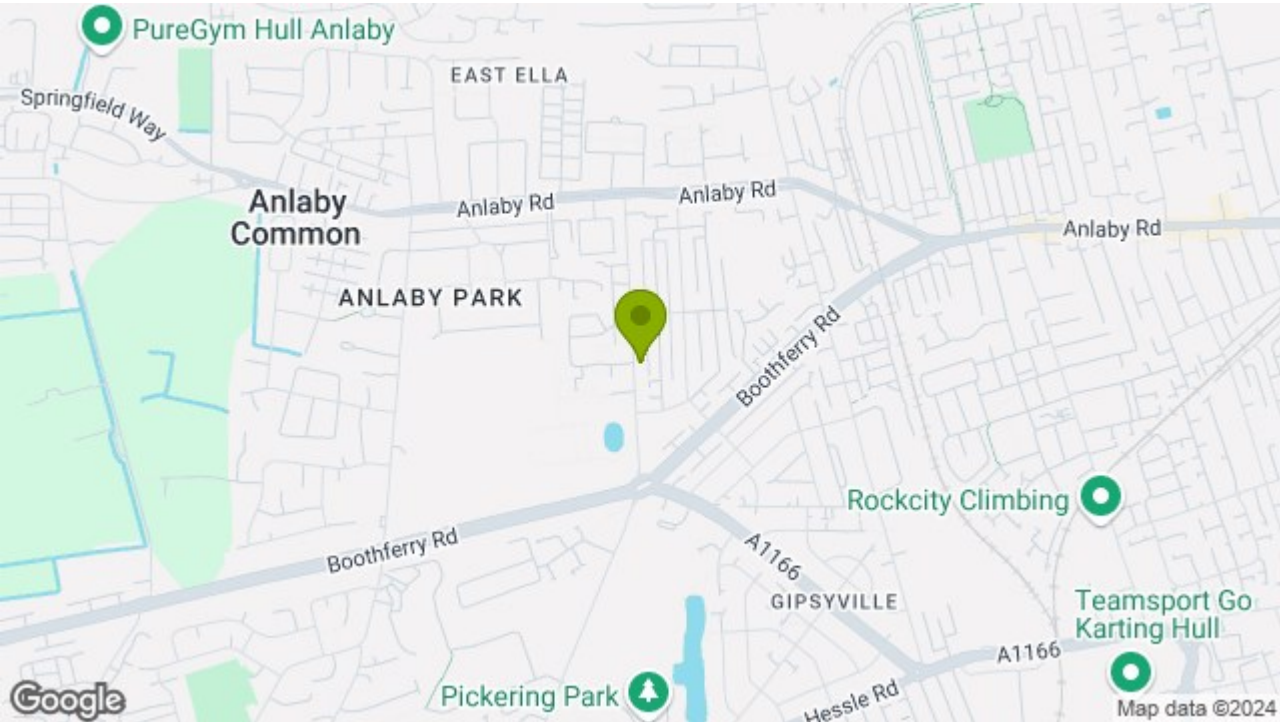 PureGym Hull Anlaby
EAST ELLA
Springfield Way
Anlaby Rd
Anlaby Rd
Anlaby
Common
Anlaby Rd
ANLABY PARK
Boothferry Rd
Rockcity Climbing
Boothferry Rd
A1166
GIPSYVILLE
Teamsport Go
Karting Hull
A1166
Pickering Park
Hessle Rd
Google
Map data ©2024